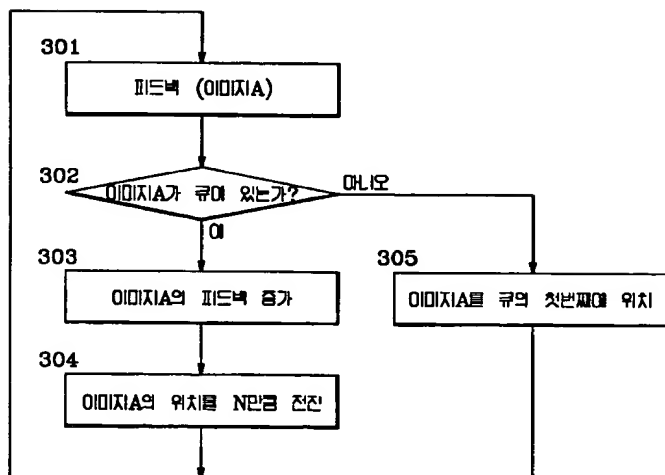 301
피드백 (이미지A)
302
이미지A가 큐에 있는가?
아니오
예
303
305
이미지A의 피드백 증가
이미지A를 큐의 첫번째에 위치
304
이미지A의 위치를 N만큼 전진